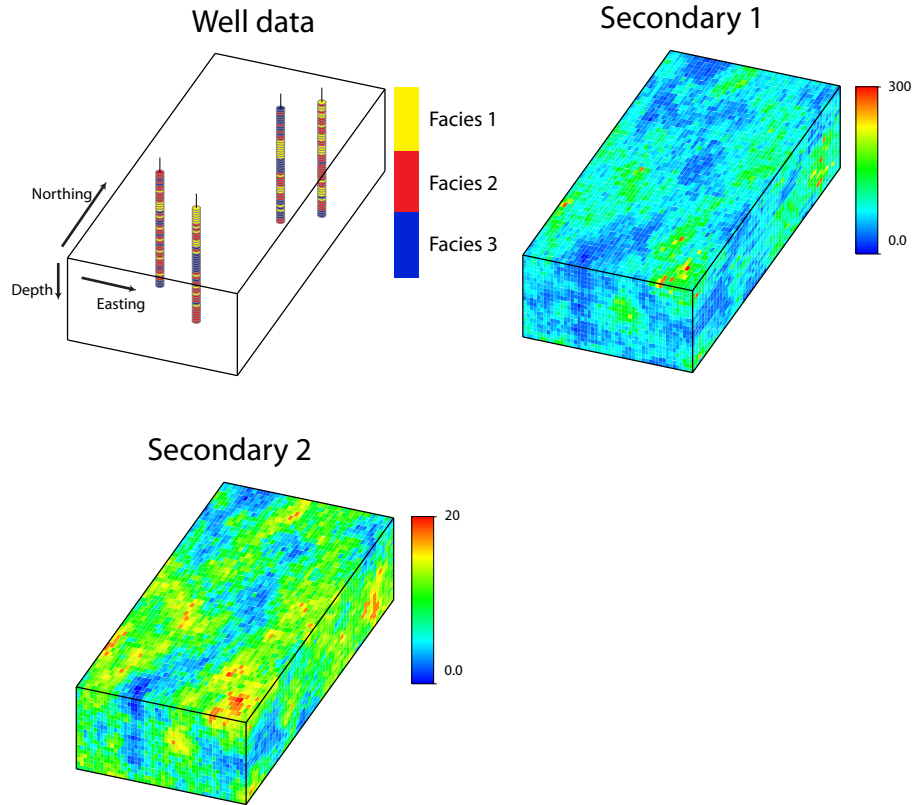 Well data
Facies 1
Facies 2
Facies 3
Northing
Depth
Easting
Secondary 1
300
0.0
Secondary 2
20
0.0